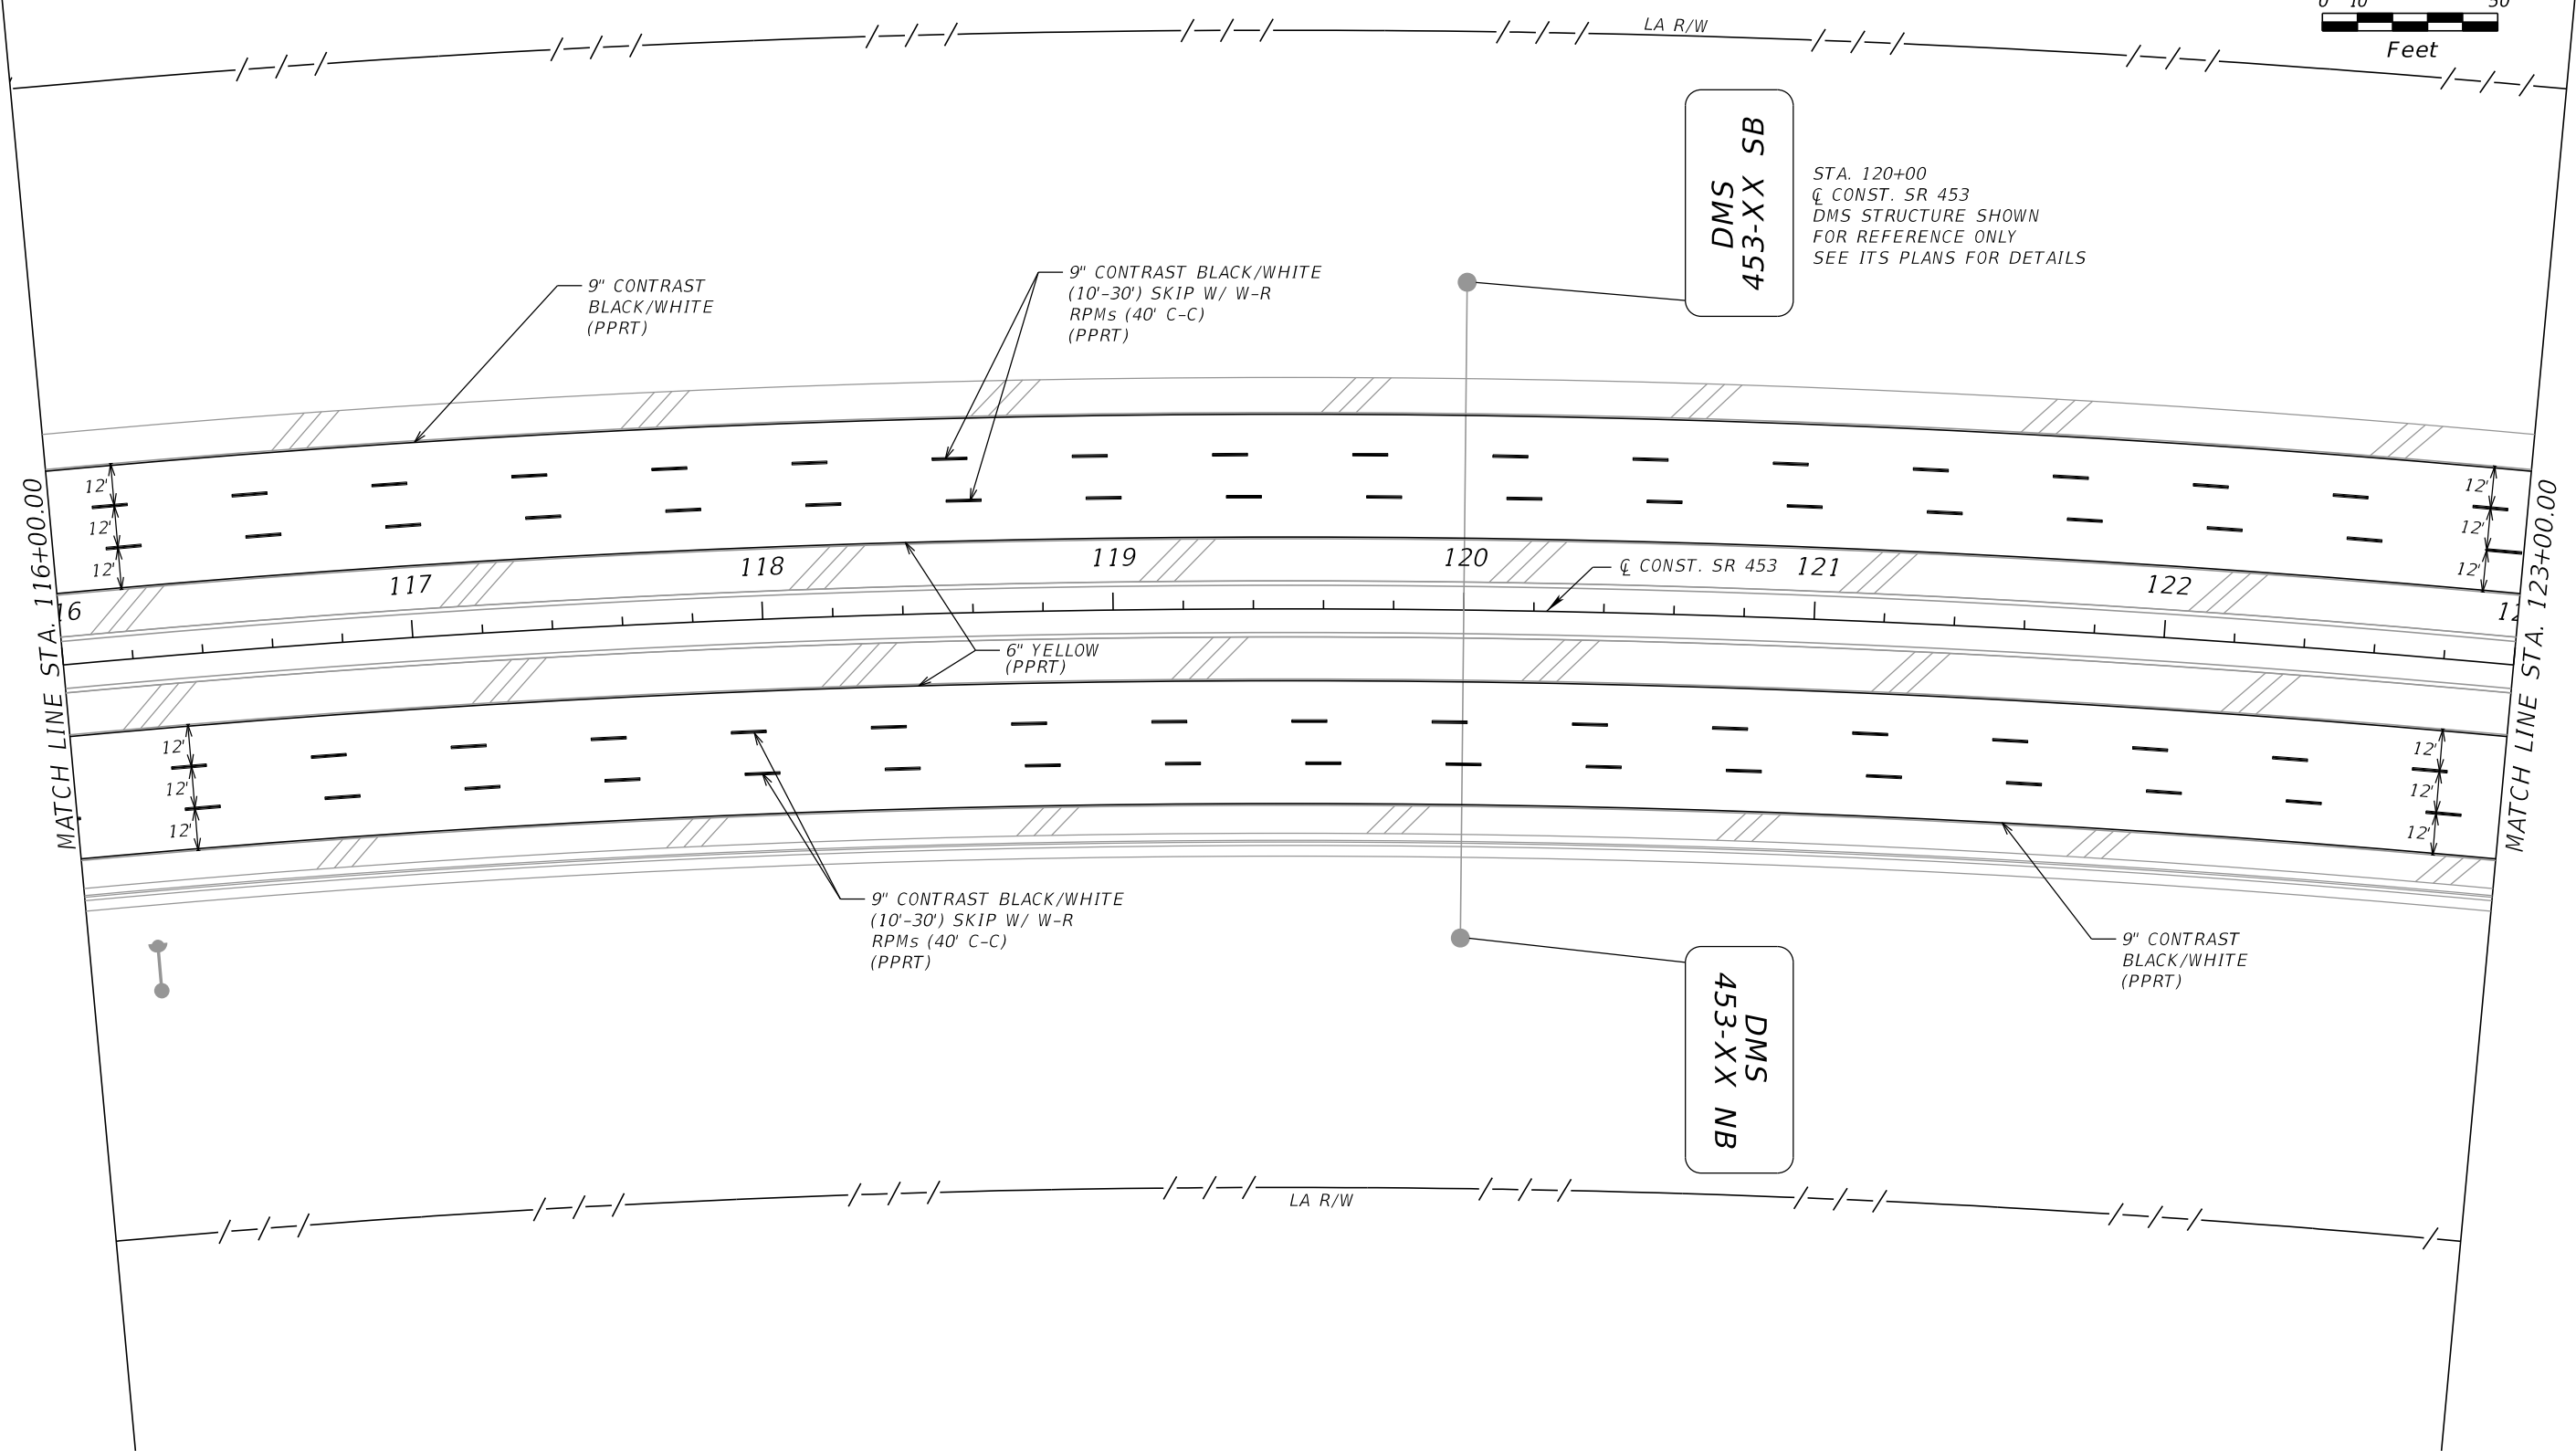 0 10 50
Feet
LA R/W
DMS
453-XX SB
STA. 120+00
℄ CONST. SR 453
DMS STRUCTURE SHOWN
FOR REFERENCE ONLY
SEE ITS PLANS FOR DETAILS
9" CONTRAST
BLACK/WHITE
(PPRT)
9" CONTRAST BLACK/WHITE
(10'-30') SKIP W/ W-R
RPMs (40' C-C)
(PPRT)
MATCH LINE STA. 116+00.00
12'
12'
12'
12'
12'
12'
MATCH LINE STA. 123+00.00
16
117
118
119
120
℄ CONST. SR 453
121
122
12
6" YELLOW
(PPRT)
12'
12'
12'
12'
12'
12'
9" CONTRAST BLACK/WHITE
(10'-30') SKIP W/ W-R
RPMs (40' C-C)
(PPRT)
9" CONTRAST
BLACK/WHITE
(PPRT)
DMS
453-XX NB
LA R/W